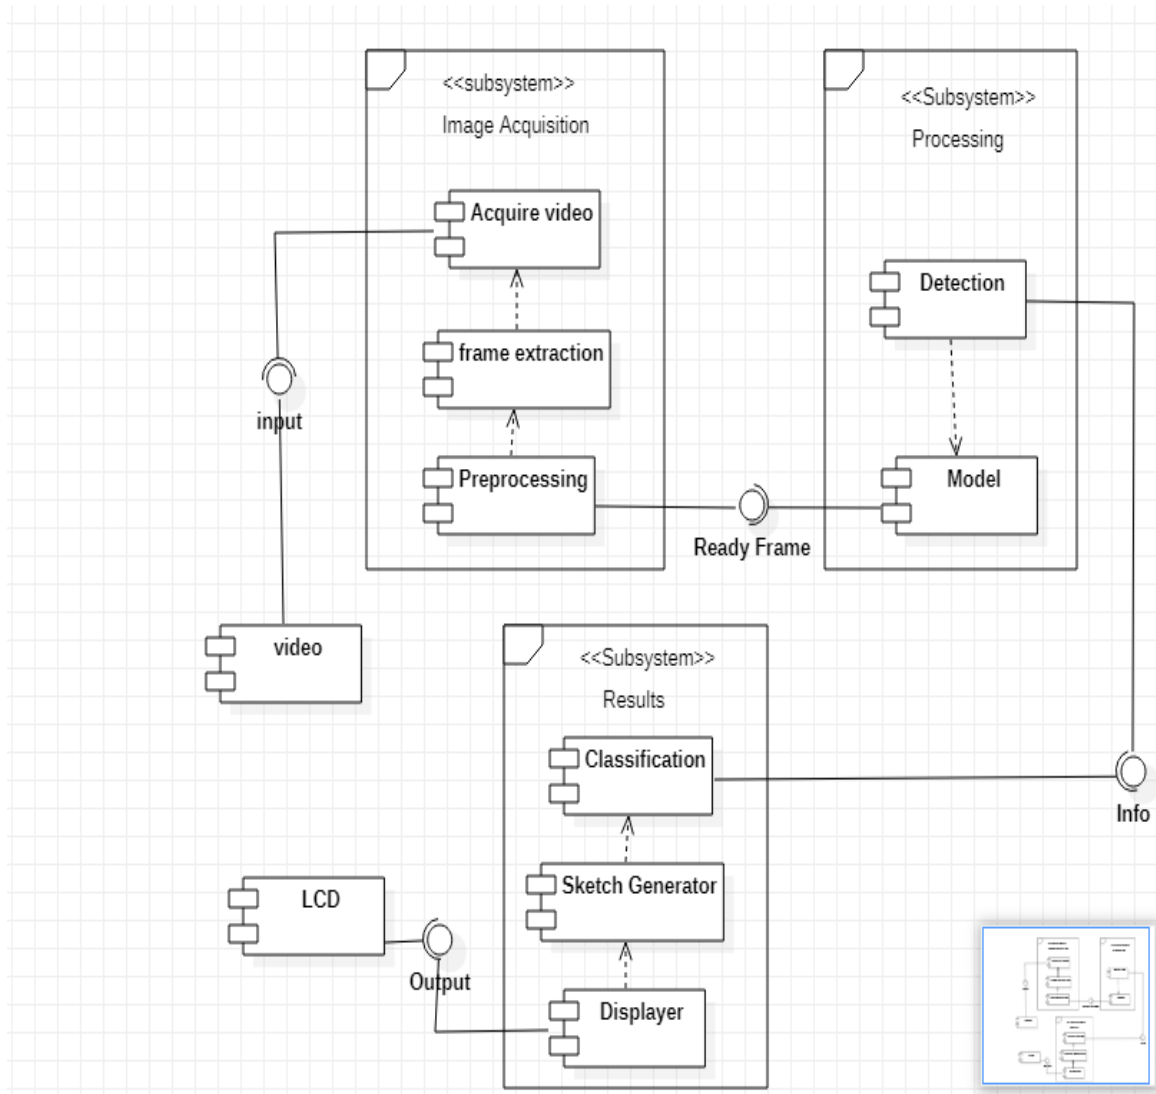 <<subsystem>>
Image Acquisition
Acquire video
frame extraction
Preprocessing
<<Subsystem>>
Processing
Detection
Model
input
Ready Frame
video
<<Subsystem>>
Results
Classification
Sketch Generator
Displayer
Info
LCD
Output